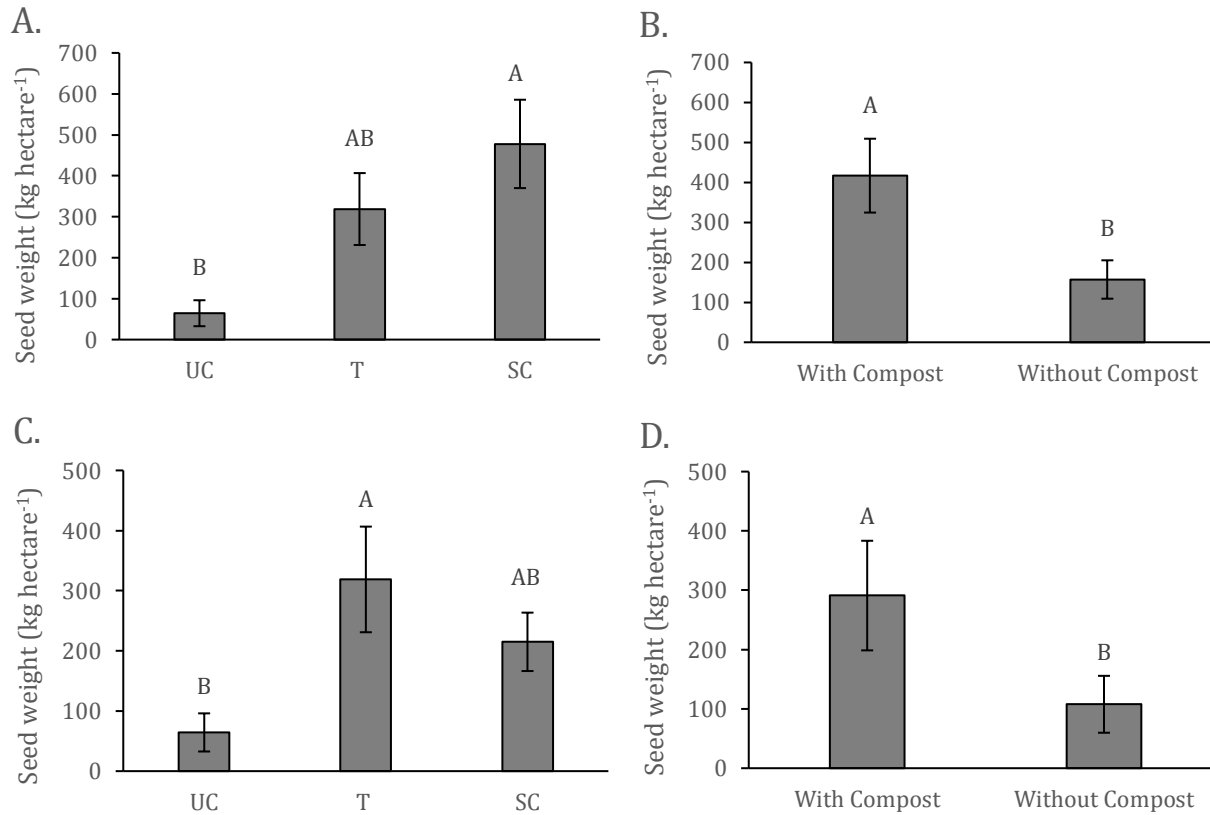 A.
Seed weight (kg hectare⁻¹)
700
600
500
400
300
200
100
0
B
AB
A
UC T SC
B.
Seed weight (kg hectare⁻¹)
700
600
500
400
300
200
100
0
A
B
With Compost Without Compost
C.
Seed weight (kg hectare⁻¹)
500
400
300
200
100
0
B
A
AB
UC T SC
D.
Seed weight (kg hectare⁻¹)
500
400
300
200
100
0
A
B
With Compost Without Compost